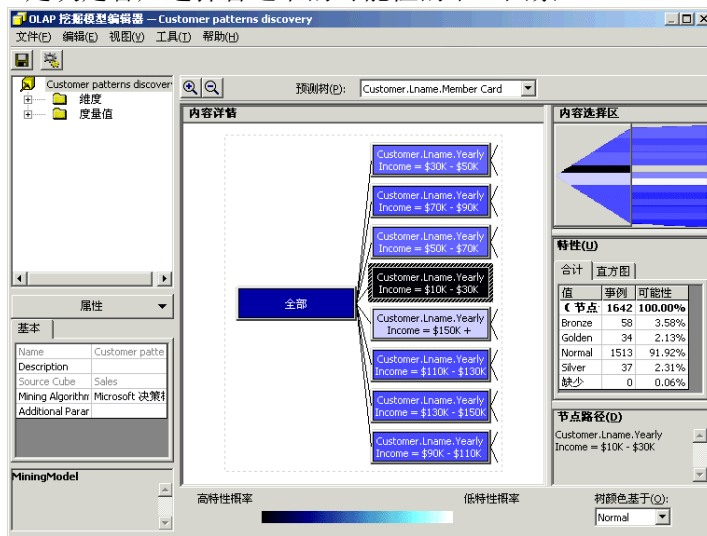 OLAP 挖掘模型编辑器 — Customer patterns discovery
文件(F) 编辑(E) 视图(V) 工具(T) 帮助(H)
Customer patterns discover
维度
度量值
预测树(P): Customer.Lname.Member Card
内容详情
Customer.Lname.Yearly
Income = $30K - $50K
Customer.Lname.Yearly
Income = $70K - $90K
Customer.Lname.Yearly
Income = $50K - $70K
Customer.Lname.Yearly
Income = $10K - $30K
Customer.Lname.Yearly
Income = $150K +
Customer.Lname.Yearly
Income = $110K - $130K
Customer.Lname.Yearly
Income = $130K - $150K
Customer.Lname.Yearly
Income = $90K - $110K
全部
高特性概率 低特性概率
内容选择区
特性(U)
合计 直方图
值 事例 可能性
(节点 1642 100.00%
Bronze 58 3.58%
Golden 34 2.13%
Normal 1513 91.92%
Silver 37 2.31%
缺少 0 0.06%
节点路径(D)
Customer.Lname.Yearly
Income = $10K -
$30K
树颜色基于(O):
Normal
属性
基本
Name Customer patte
Description
Source Cube Sales
Mining Algorithm Microsoft 决策
Additional Parar
MiningModel